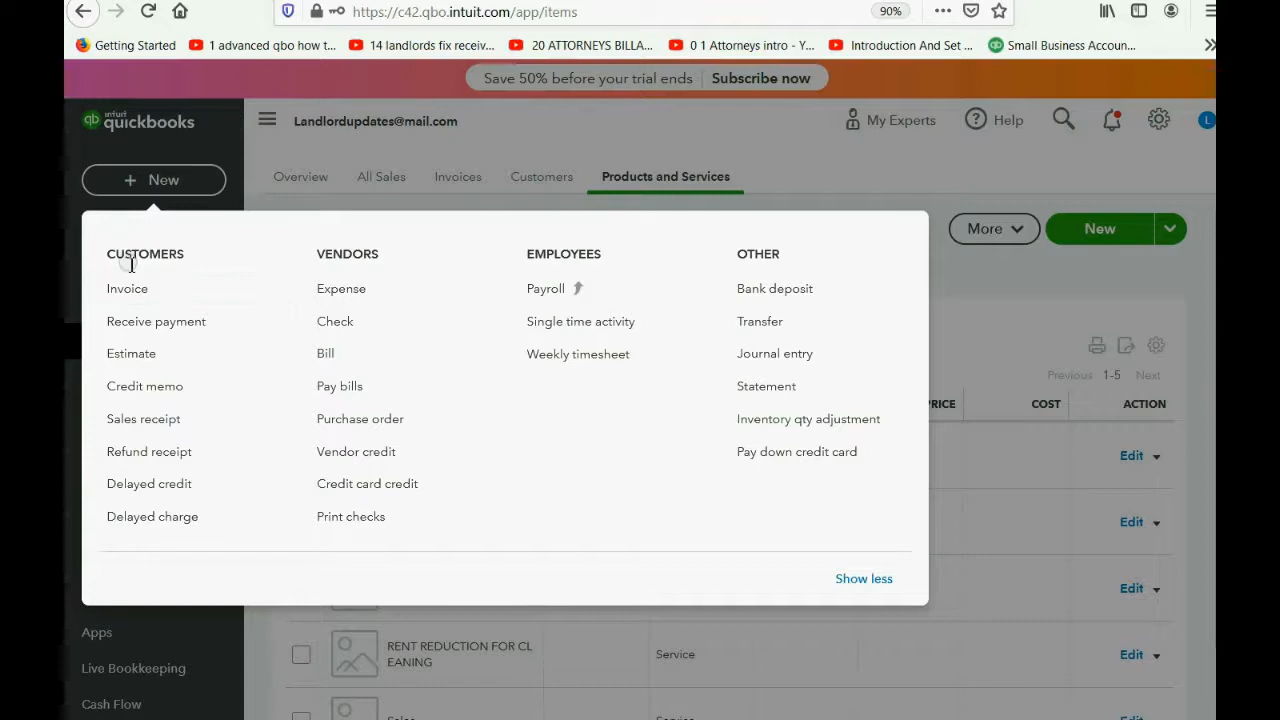 https://c42.qbo.intuit.com/app/items
90%
Getting Started
1 advanced qbo how t...
14 landlords fix receiv...
20 ATTORNEYS BILLA...
0 1 Attorneys intro - Y...
Introduction And Set ...
Small Business Accoun...
Save 50% before your trial ends
Subscribe now
qb
intuit
quickbooks
Landlordupdates@mail.com
My Experts
? Help
L
+ New
Overview
All Sales
Invoices
Customers
Products and Services
More
New
CUSTOMERS
Invoice
Receive payment
Estimate
Credit memo
Sales receipt
Refund receipt
Delayed credit
Delayed charge
VENDORS
Expense
Check
Bill
Pay bills
Purchase order
Vendor credit
Credit card credit
Print checks
EMPLOYEES
Payroll
Single time activity
Weekly timesheet
OTHER
Bank deposit
Transfer
Journal entry
Statement
Inventory qty adjustment
Pay down credit card
Show less
Previous 1-5 Next
PRICE
COST
ACTION
Edit
Edit
Edit
RENT REDUCTION FOR CL
EANING
Service
Edit
Sales
Service
Edit
Apps
Live Bookkeeping
Cash Flow